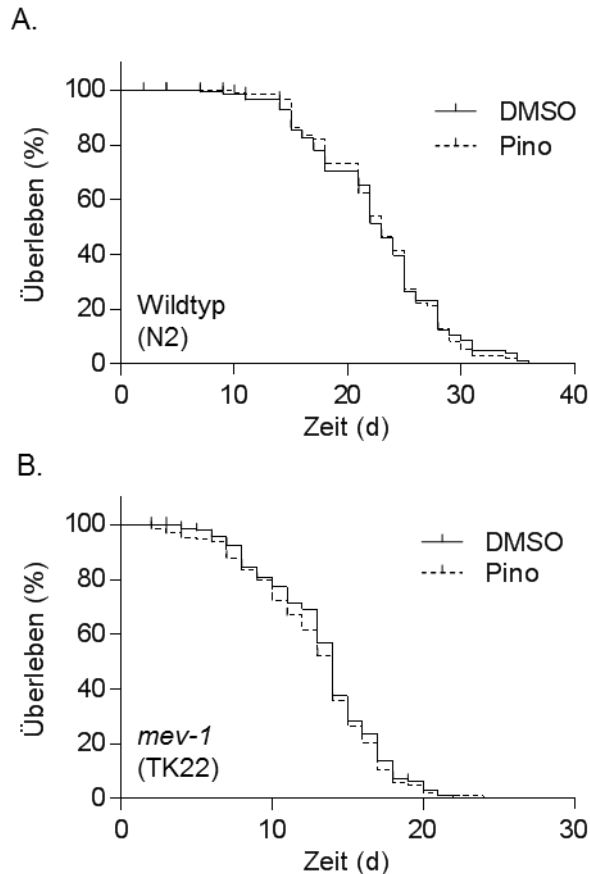 A.
100
80
60
40
20
0
Überleben (%)
DMSO
Pino
Wildtyp
(N2)
0 10 20 30 40
Zeit (d)
B.
100
80
60
40
20
0
Überleben (%)
DMSO
Pino
mev-1
(TK22)
0 10 20 30
Zeit (d)